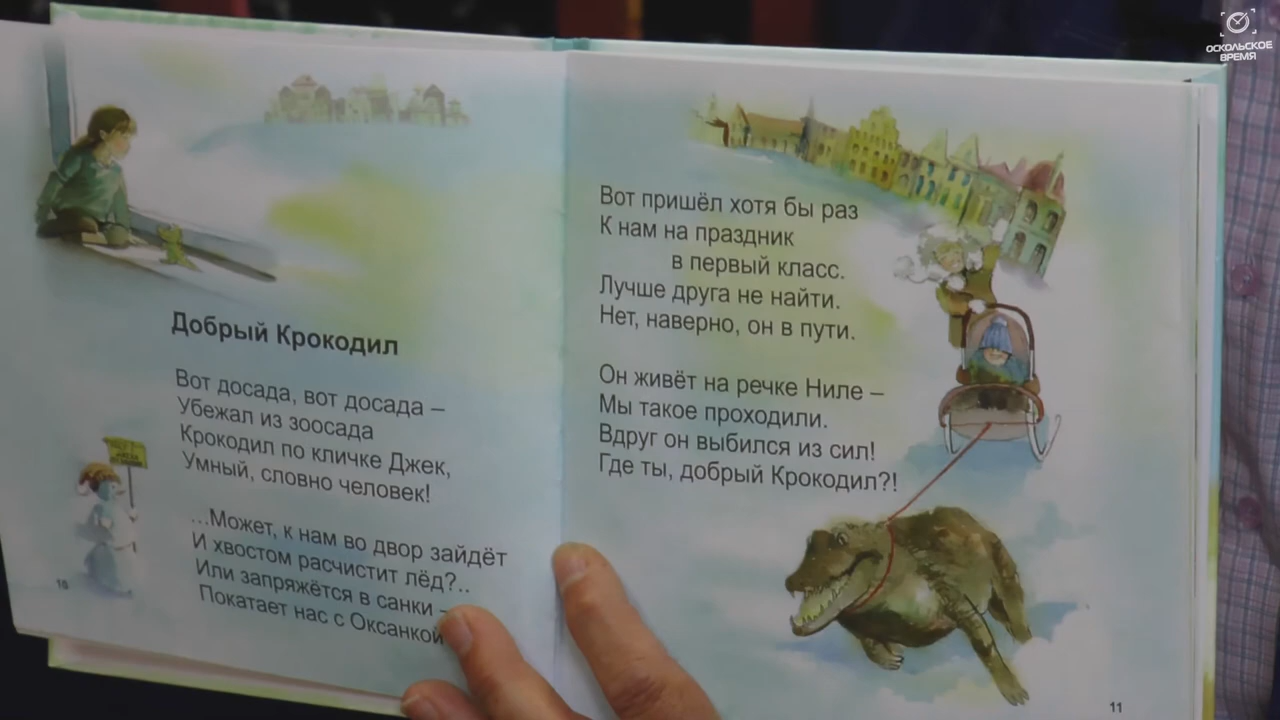 ОСКОЛЬСКОЕ
ВРЕМЯ
Добрый Крокодил
Вот досада, вот досада –
Убежал из зоосада
Крокодил по кличке Джек,
Умный, словно человек!
...Может, к нам во двор зайдёт
И хвостом расчистит лёд?..
Или запряжётся в санки –
Покатает нас с Оксанкой
10
Вот пришёл хотя бы раз
К нам на праздник
в первый класс.
Лучше друга не найти.
Нет, наверно, он в пути.
Он живёт на речке Ниле –
Мы такое проходили.
Вдруг он выбился из сил!
Где ты, добрый Крокодил?!
11